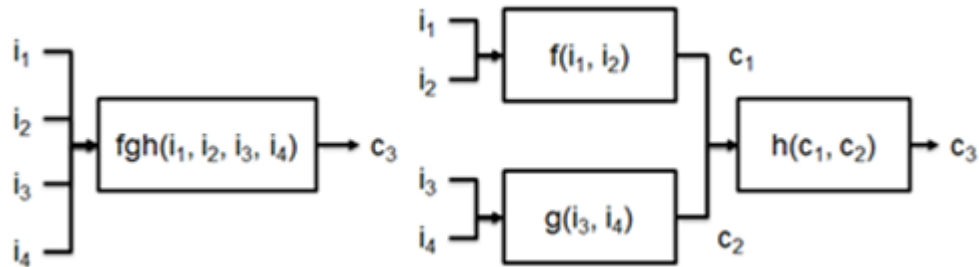 i₁
i₂
fgh(i₁, i₂, i₃, i₄)
c₃
i₃
i₄
i₁
i₂
f(i₁, i₂)
c₁
i₃
i₄
g(i₃, i₄)
c₂
h(c₁, c₂)
c₃